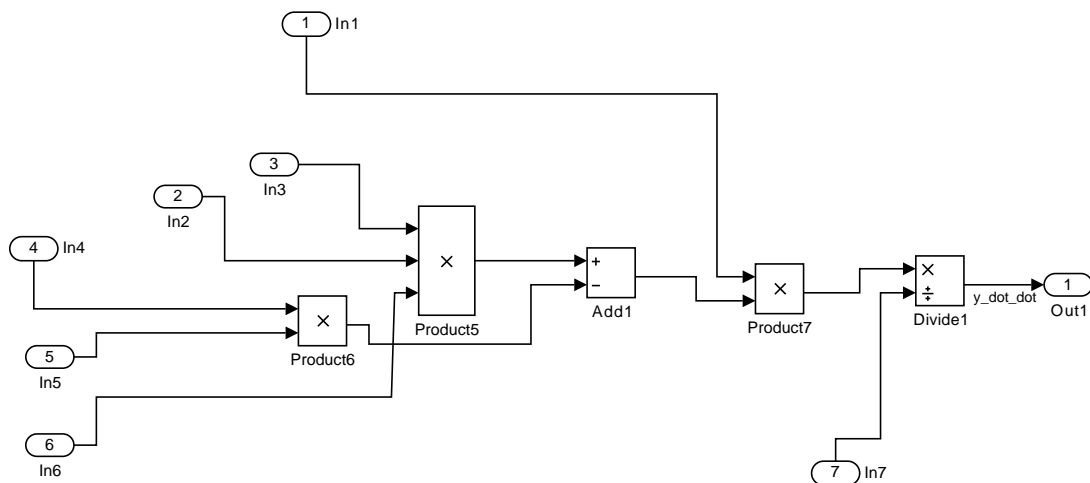 1
In1
3
In3
2
In2
4
In4
×
Product5
+
−
Add1
×
Product7
×
÷
Divide1
y_dot_dot
1
Out1
×
Product6
5
In5
6
In6
7
In7